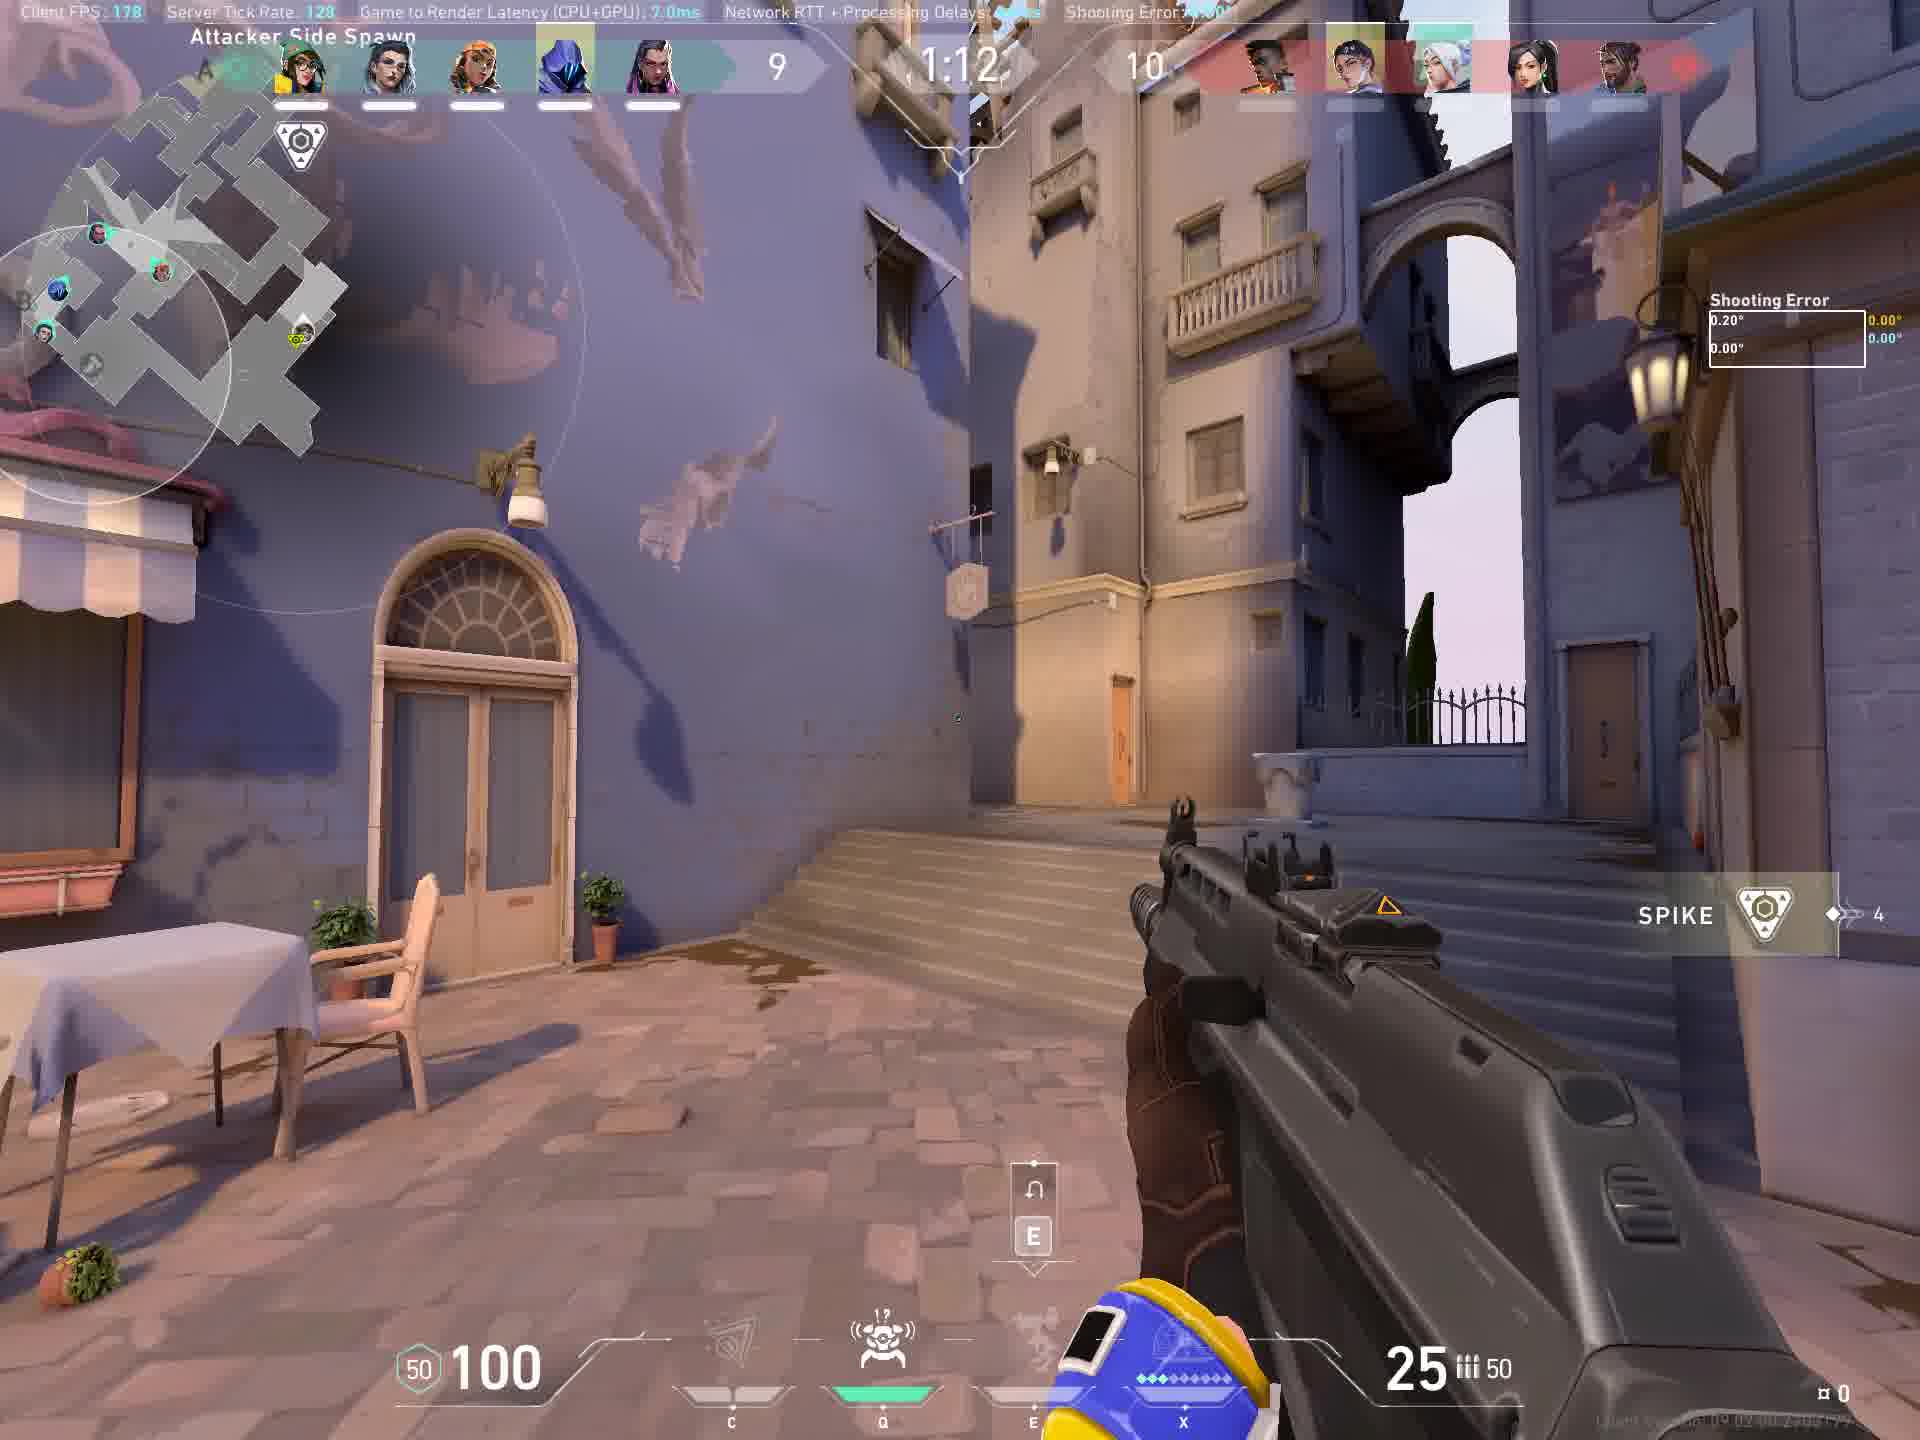 Client FPS: 178 Server Tick Rate: 128 Game to Render Latency (CPU+GPU): 7.0ms Network RTT + Processing Delays: Shooting Error:
Attacker Side Spawn
9 1:12 10
A
B
Shooting Error
0.20° 0.00°
0.00°
0.00°
SPIKE 4
E
12
50 100
25 50
¤ 0
C Q E X